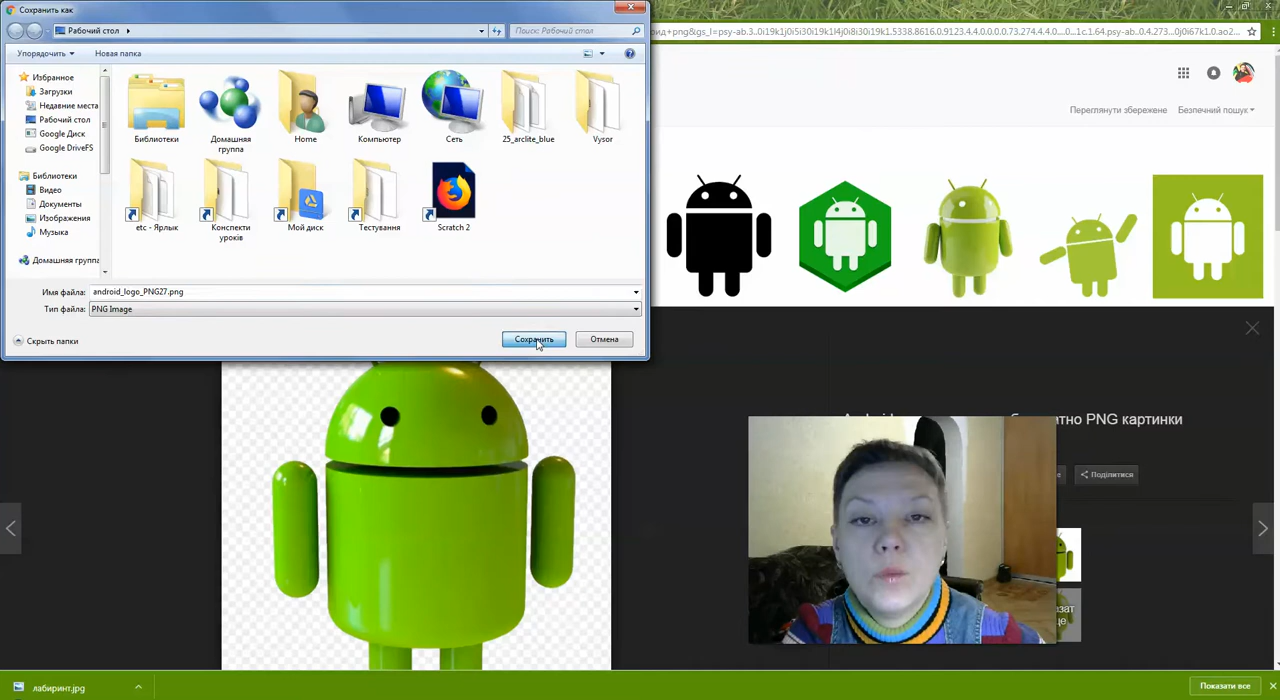 Сохранить как
Рабочий стол
Поиск: Рабочий стол
Упорядочить
Новая папка
Избранное
Загрузки
Недавние места
Рабочий стол
Google Диск
Google DriveFS
Библиотеки
Видео
Документы
Изображения
Музыка
Домашняя группа
Библиотеки
Домашняя
группа
Home
Компьютер
Сеть
25_arclite_blue
Vysor
etc - Ярлык
Конспекти
уроків
Мой диск
Тестування
Scratch 2
Имя файла:
android_logo_PNG27.png
Тип файла:
PNG Image
Скрыть папки
Сохранить
Отмена
Переглянути збережене
Безпечний пошук
PNG картинки
Поділитися
лабиринт.jpg
Показати все